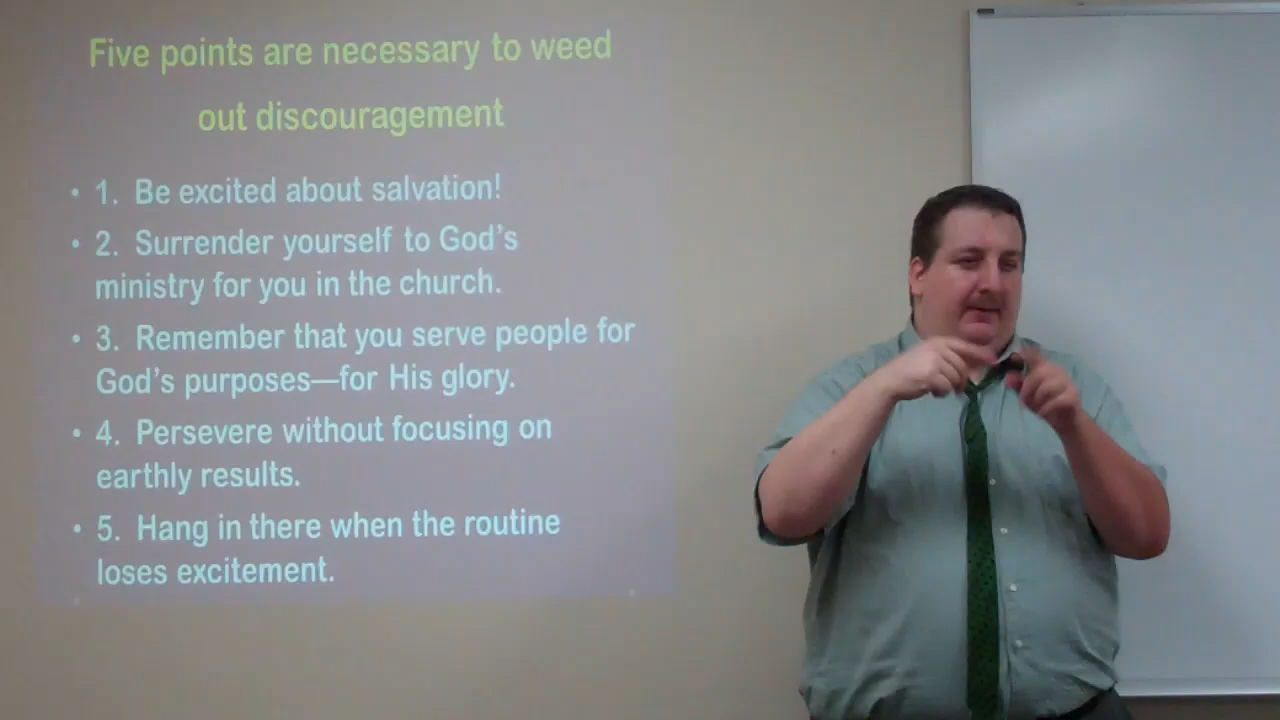 Five points are necessary to weed
out discouragement
• 1. Be excited about salvation!
• 2. Surrender yourself to God's
ministry for you in the church.
• 3. Remember that you serve people for
God's purposes—for His glory.
• 4. Persevere without focusing on
earthly results.
• 5. Hang in there when the routine
loses excitement.